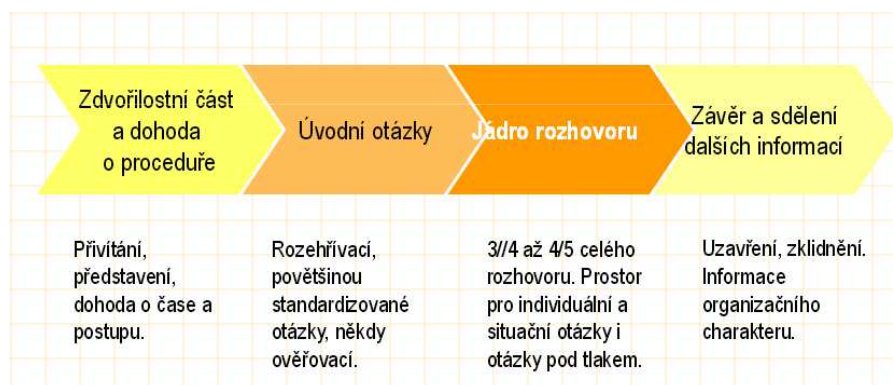 Zdvořilostní část
a dohoda
o proceduře
Úvodní otázky
Jádro rozhovoru
Závěr a sdělení
dalších informací
Přivítání,
představení,
dohoda o čase a
postupu.
Rozehřívací,
povětšinou
standardizované
otázky, někdy
ověřovací.
3//4 až 4/5 celého
rozhovoru. Prostor
pro individuální a
situační otázky i
otázky pod tlakem.
Uzavření, zklidnění.
Informace
organizačního
charakteru.